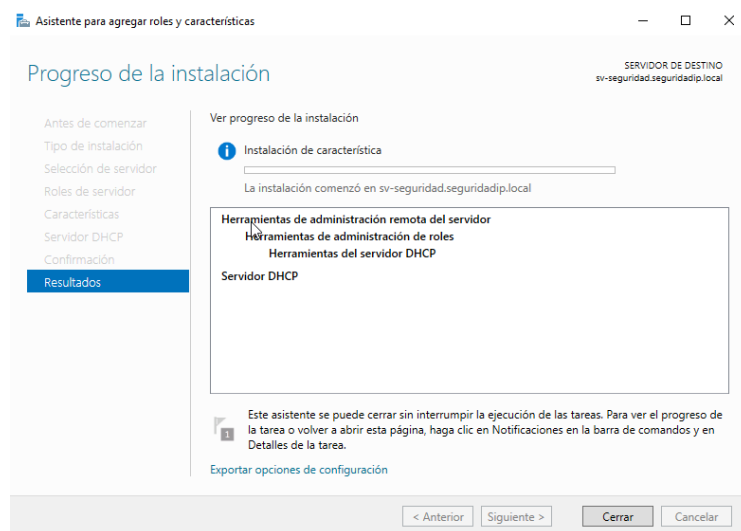 Asistente para agregar roles y características
Progreso de la instalación
SERVIDOR DE DESTINO
sv-seguridad.seguridadip.local
Antes de comenzar
Tipo de instalación
Selección de servidor
Roles de servidor
Características
Servidor DHCP
Confirmación
Resultados
Ver progreso de la instalación
Instalación de característica
La instalación comenzó en sv-seguridad.seguridadip.local
Herramientas de administración remota del servidor
Herramientas de administración de roles
Herramientas del servidor DHCP
Servidor DHCP
1
Este asistente se puede cerrar sin interrumpir la ejecución de las tareas. Para ver el progreso de
la tarea o volver a abrir esta página, haga clic en Notificaciones en la barra de comandos y en
Detalles de la tarea.
Exportar opciones de configuración
< Anterior
Siguiente >
Cerrar
Cancelar